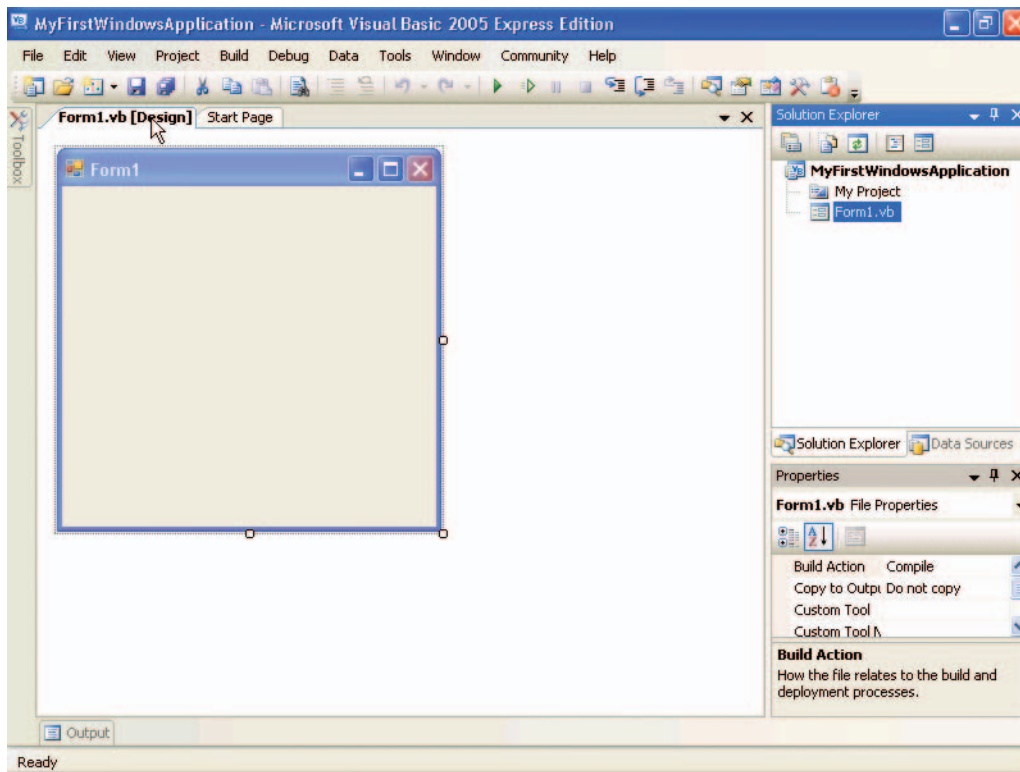 MyFirstWindowsApplication - Microsoft Visual Basic 2005 Express Edition
File Edit View Project Build Debug Data Tools Window Community Help
Toolbox
Form1.vb [Design] Start Page
Form1
Solution Explorer
MyFirstWindowsApplication
My Project
Form1.vb
Solution Explorer Data Sources
Properties
Form1.vb File Properties
Build Action Compile
Copy to Outpu Do not copy
Custom Tool
Custom Tool N
Build Action
How the file relates to the build and
deployment processes.
Output
Ready